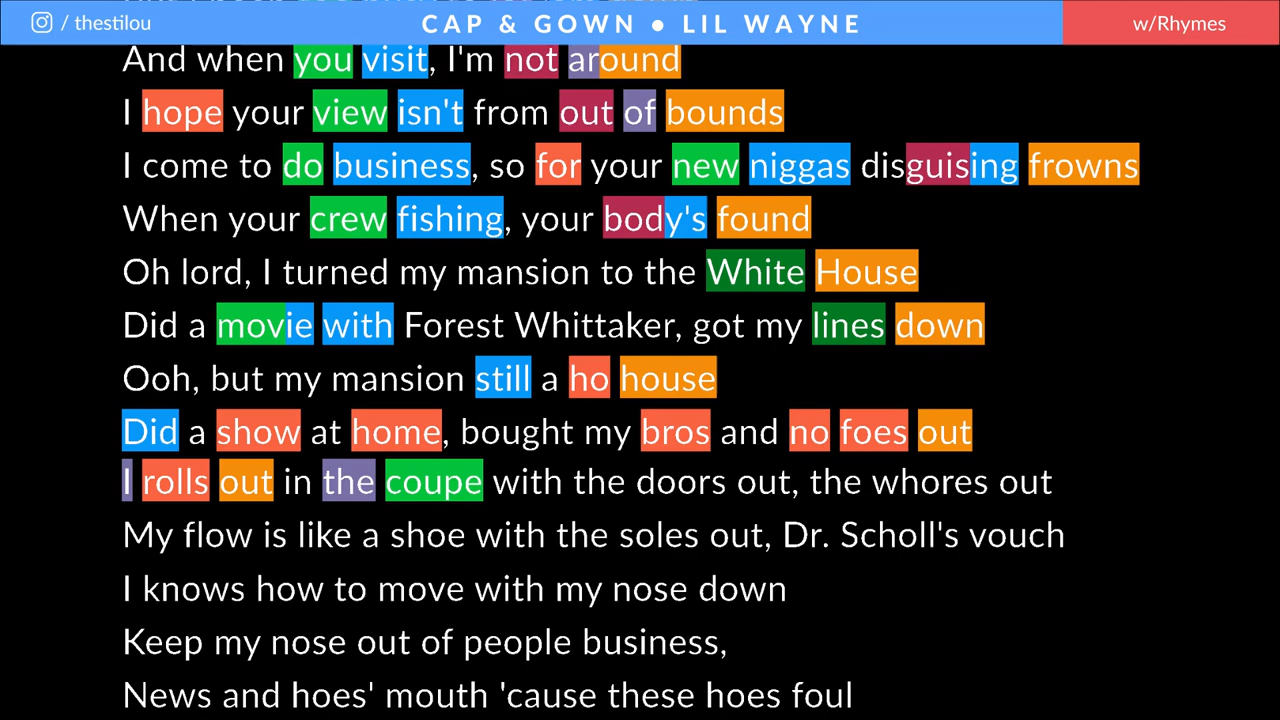 / thestilou
CAP & GOWN ● LIL WAYNE
w/Rhymes
And when you visit, I'm not around
I hope your view isn't from out of bounds
I come to do business, so for your new niggas disguising frowns
When your crew fishing, your body's found
Oh lord, I turned my mansion to the White House
Did a movie with Forest Whittaker, got my lines down
Ooh, but my mansion still a ho house
Did a show at home, bought my bros and no foes out
I rolls out in the coupe with the doors out, the whores out
My flow is like a shoe with the soles out, Dr. Scholl's vouch
I knows how to move with my nose down
Keep my nose out of people business,
News and hoes' mouth 'cause these hoes foul